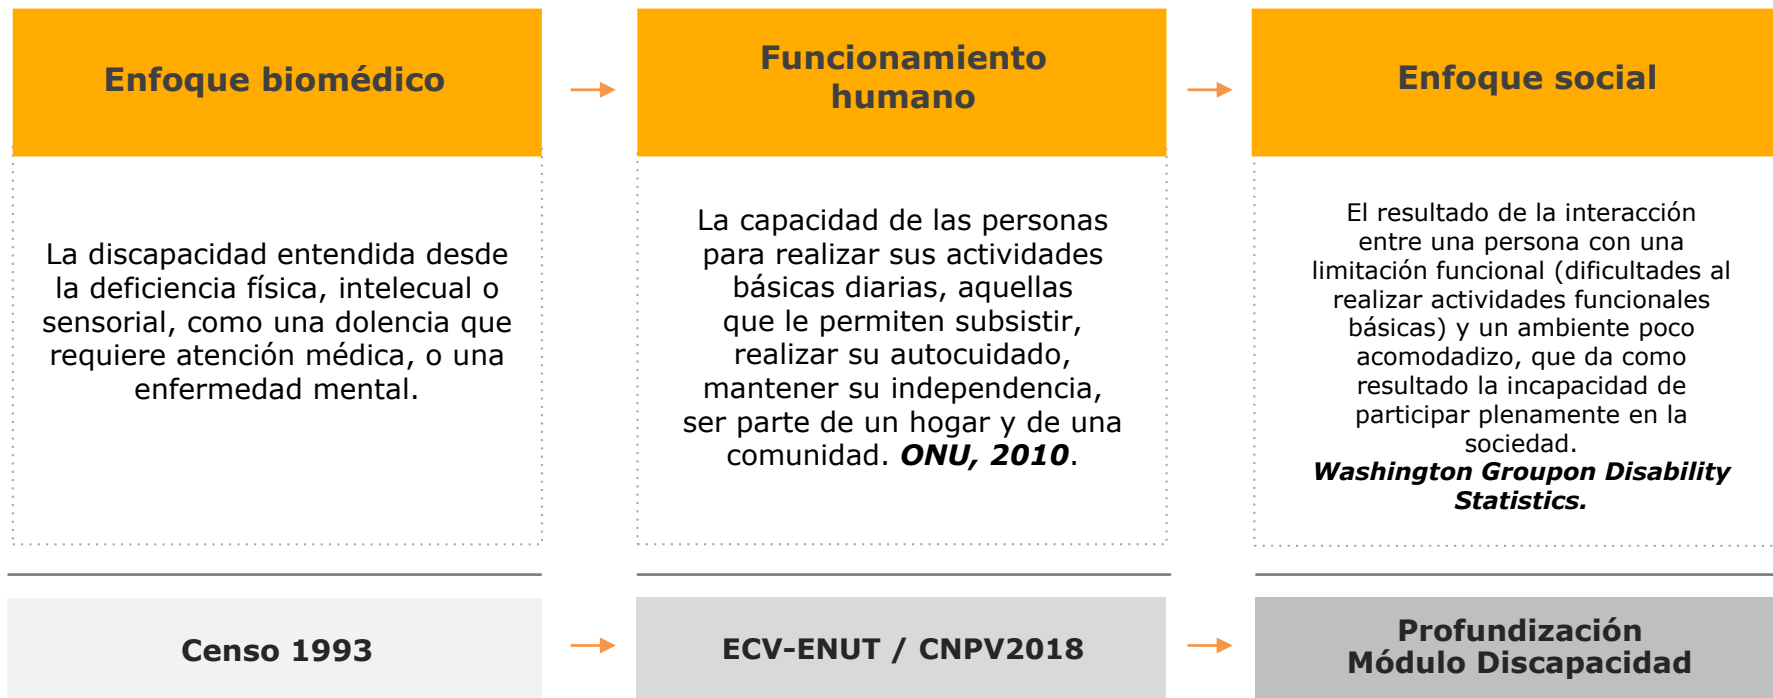 Enfoque biomédico
La discapacidad entendida desde
la deficiencia física, intelecual o
sensorial, como una dolencia que
requiere atención médica, o una
enfermedad mental.
Censo 1993
Funcionamiento
humano
La capacidad de las personas
para realizar sus actividades
básicas diarias, aquellas
que le permiten subsistir,
realizar su autocuidado,
mantener su independencia,
ser parte de un hogar y de una
comunidad. ONU, 2010.
ECV-ENUT / CNPV2018
Enfoque social
El resultado de la interacción
entre una persona con una
limitación funcional (dificultades al
realizar actividades funcionales
básicas) y un ambiente poco
acomodadizo, que da como
resultado la incapacidad de
participar plenamente en la
sociedad.
Washington Groupon Disability
Statistics.
Profundización
Módulo Discapacidad